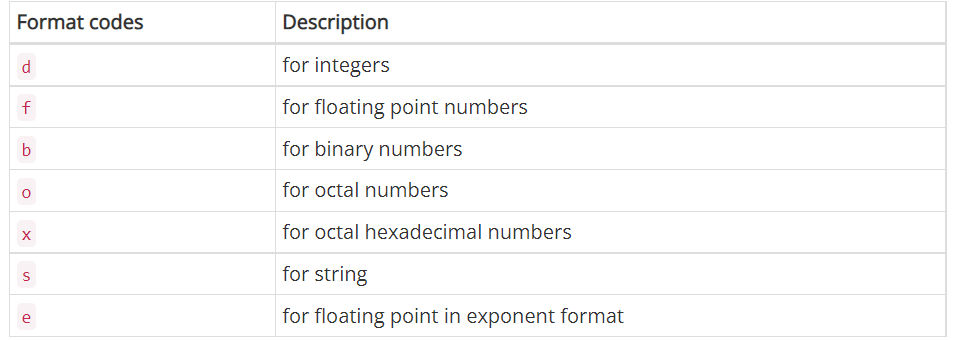 Format codes Description
d for integers
f for floating point numbers
b for binary numbers
o for octal numbers
x for octal hexadecimal numbers
s for string
e for floating point in exponent format